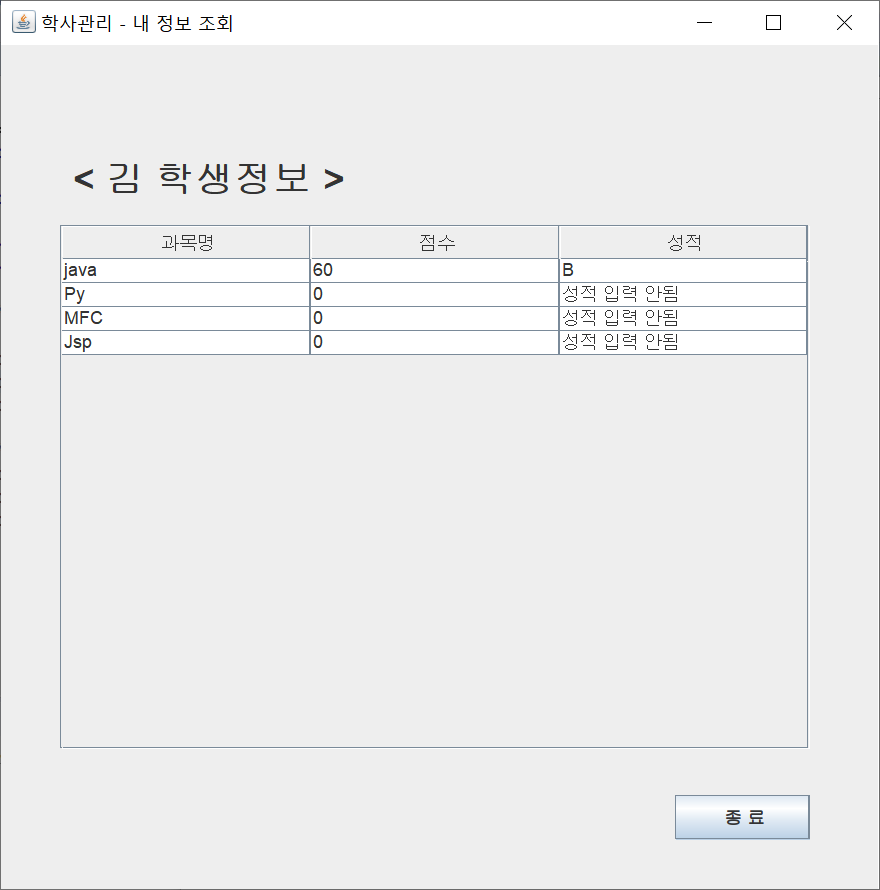 학사관리 - 내 정보 조회
< 김 학생정보 >
과목명 점수 성적
java 60 B
Py 0 성적 입력 안됨
MFC 0 성적 입력 안됨
Jsp 0 성적 입력 안됨
종 료